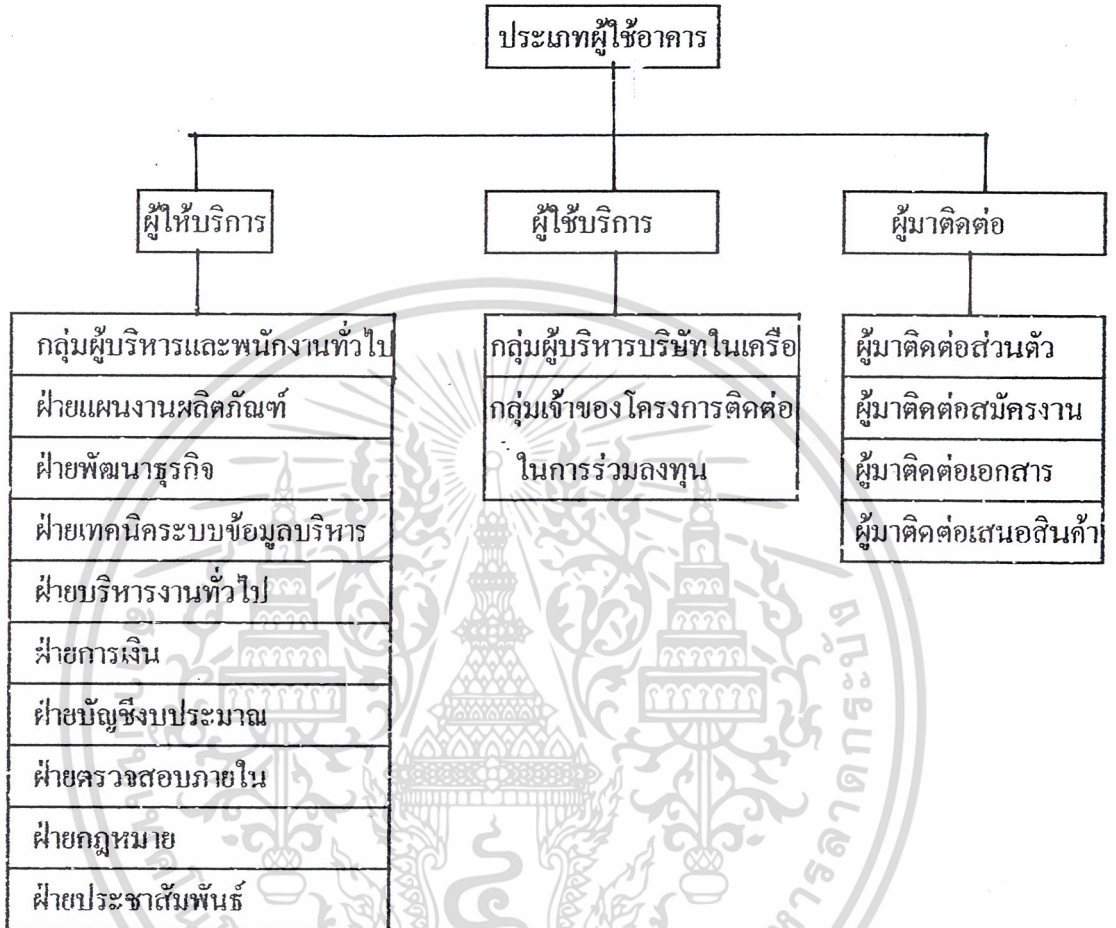 ประเภทผู้ใช้อาคาร
ผู้ให้บริการ
กลุ่มผู้บริหารและพนักงานทั่วไป
ฝ่ายแผนงานผลิตภัณฑ์
ฝ่ายพัฒนาธุรกิจ
ฝ่ายเทคนิคระบบข้อมูลบริหาร
ฝ่ายบริหารงานทั่วไป
ฝ่ายการเงิน
ฝ่ายบัญชีงบประมาณ
ฝ่ายตรวจสอบภายใน
ฝ่ายกฎหมาย
ฝ่ายประชาสัมพันธ์
ผู้ใช้บริการ
กลุ่มผู้บริหารบริษัทในเครือ
กลุ่มเจ้าของโครงการติดต่อ
ในการร่วมลงทุน
ผู้มาติดต่อ
ผู้มาติดต่อส่วนตัว
ผู้มาติดต่อสมัครงาน
ผู้มาติดต่อเอกสาร
ผู้มาติดต่อเสนอสินค้า